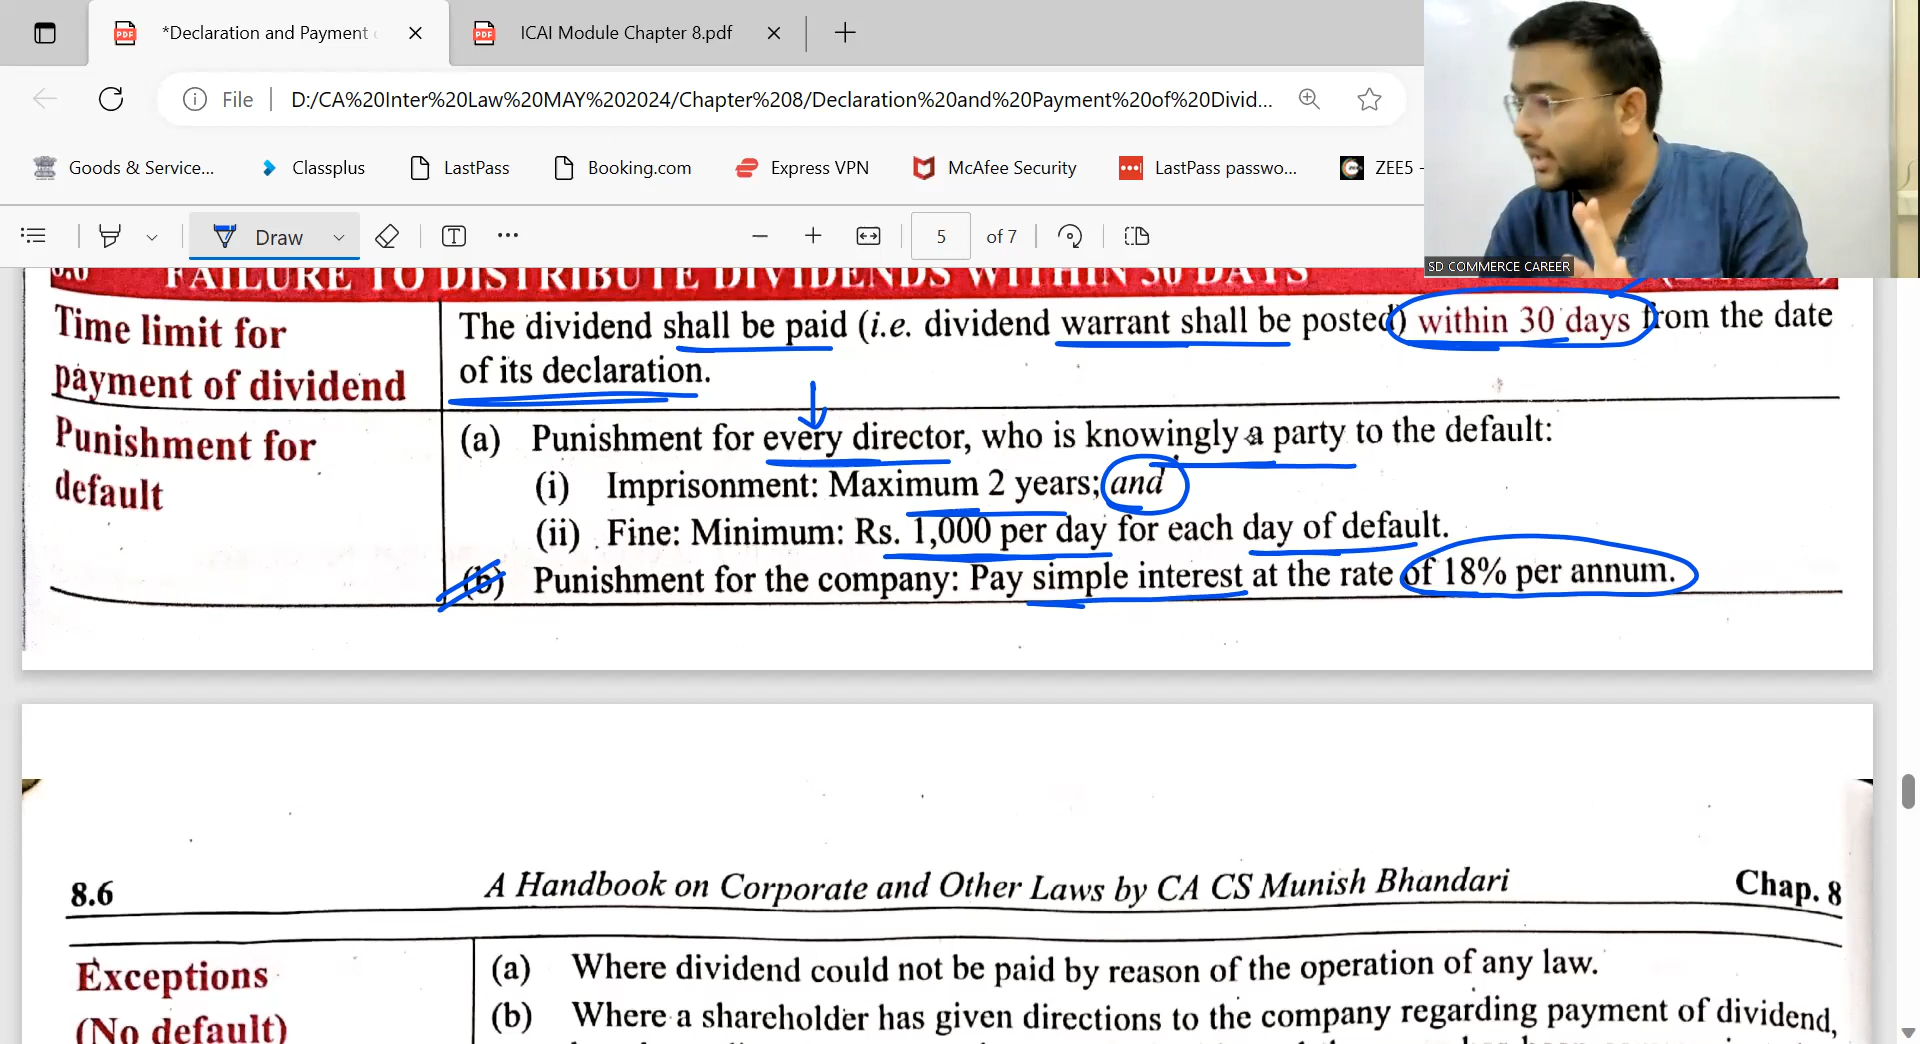 *Declaration and Payment
ICAI Module Chapter 8.pdf
File
D:/CA%20Inter%20Law%20MAY%202024/Chapter%208/Declaration%20and%20Payment%20of%20Divid...
Goods & Service...
Classplus
LastPass
Booking.com
Express VPN
McAfee Security
LastPass passwo...
ZEE5 -
Draw
5
of 7
SD COMMERCE CAREER
FAILURE TO DISTRIBUTE DIVIDENDS WITHIN 30 DAYS
Time limit for
payment of dividend
The dividend shall be paid (i.e. dividend warrant shall be posted) within 30 days from the date
of its declaration.
Punishment for
default
(a) Punishment for every director, who is knowingly a party to the default:
(i) Imprisonment: Maximum 2 years; and
(ii) Fine: Minimum: Rs. 1,000 per day for each day of default.
(b) Punishment for the company: Pay simple interest at the rate of 18% per annum.
8.6
A Handbook on Corporate and Other Laws by CA CS Munish Bhandari
Chap. 8
Exceptions
(No default)
(a) Where dividend could not be paid by reason of the operation of any law.
(b) Where a shareholder has given directions to the company regarding payment of dividend,